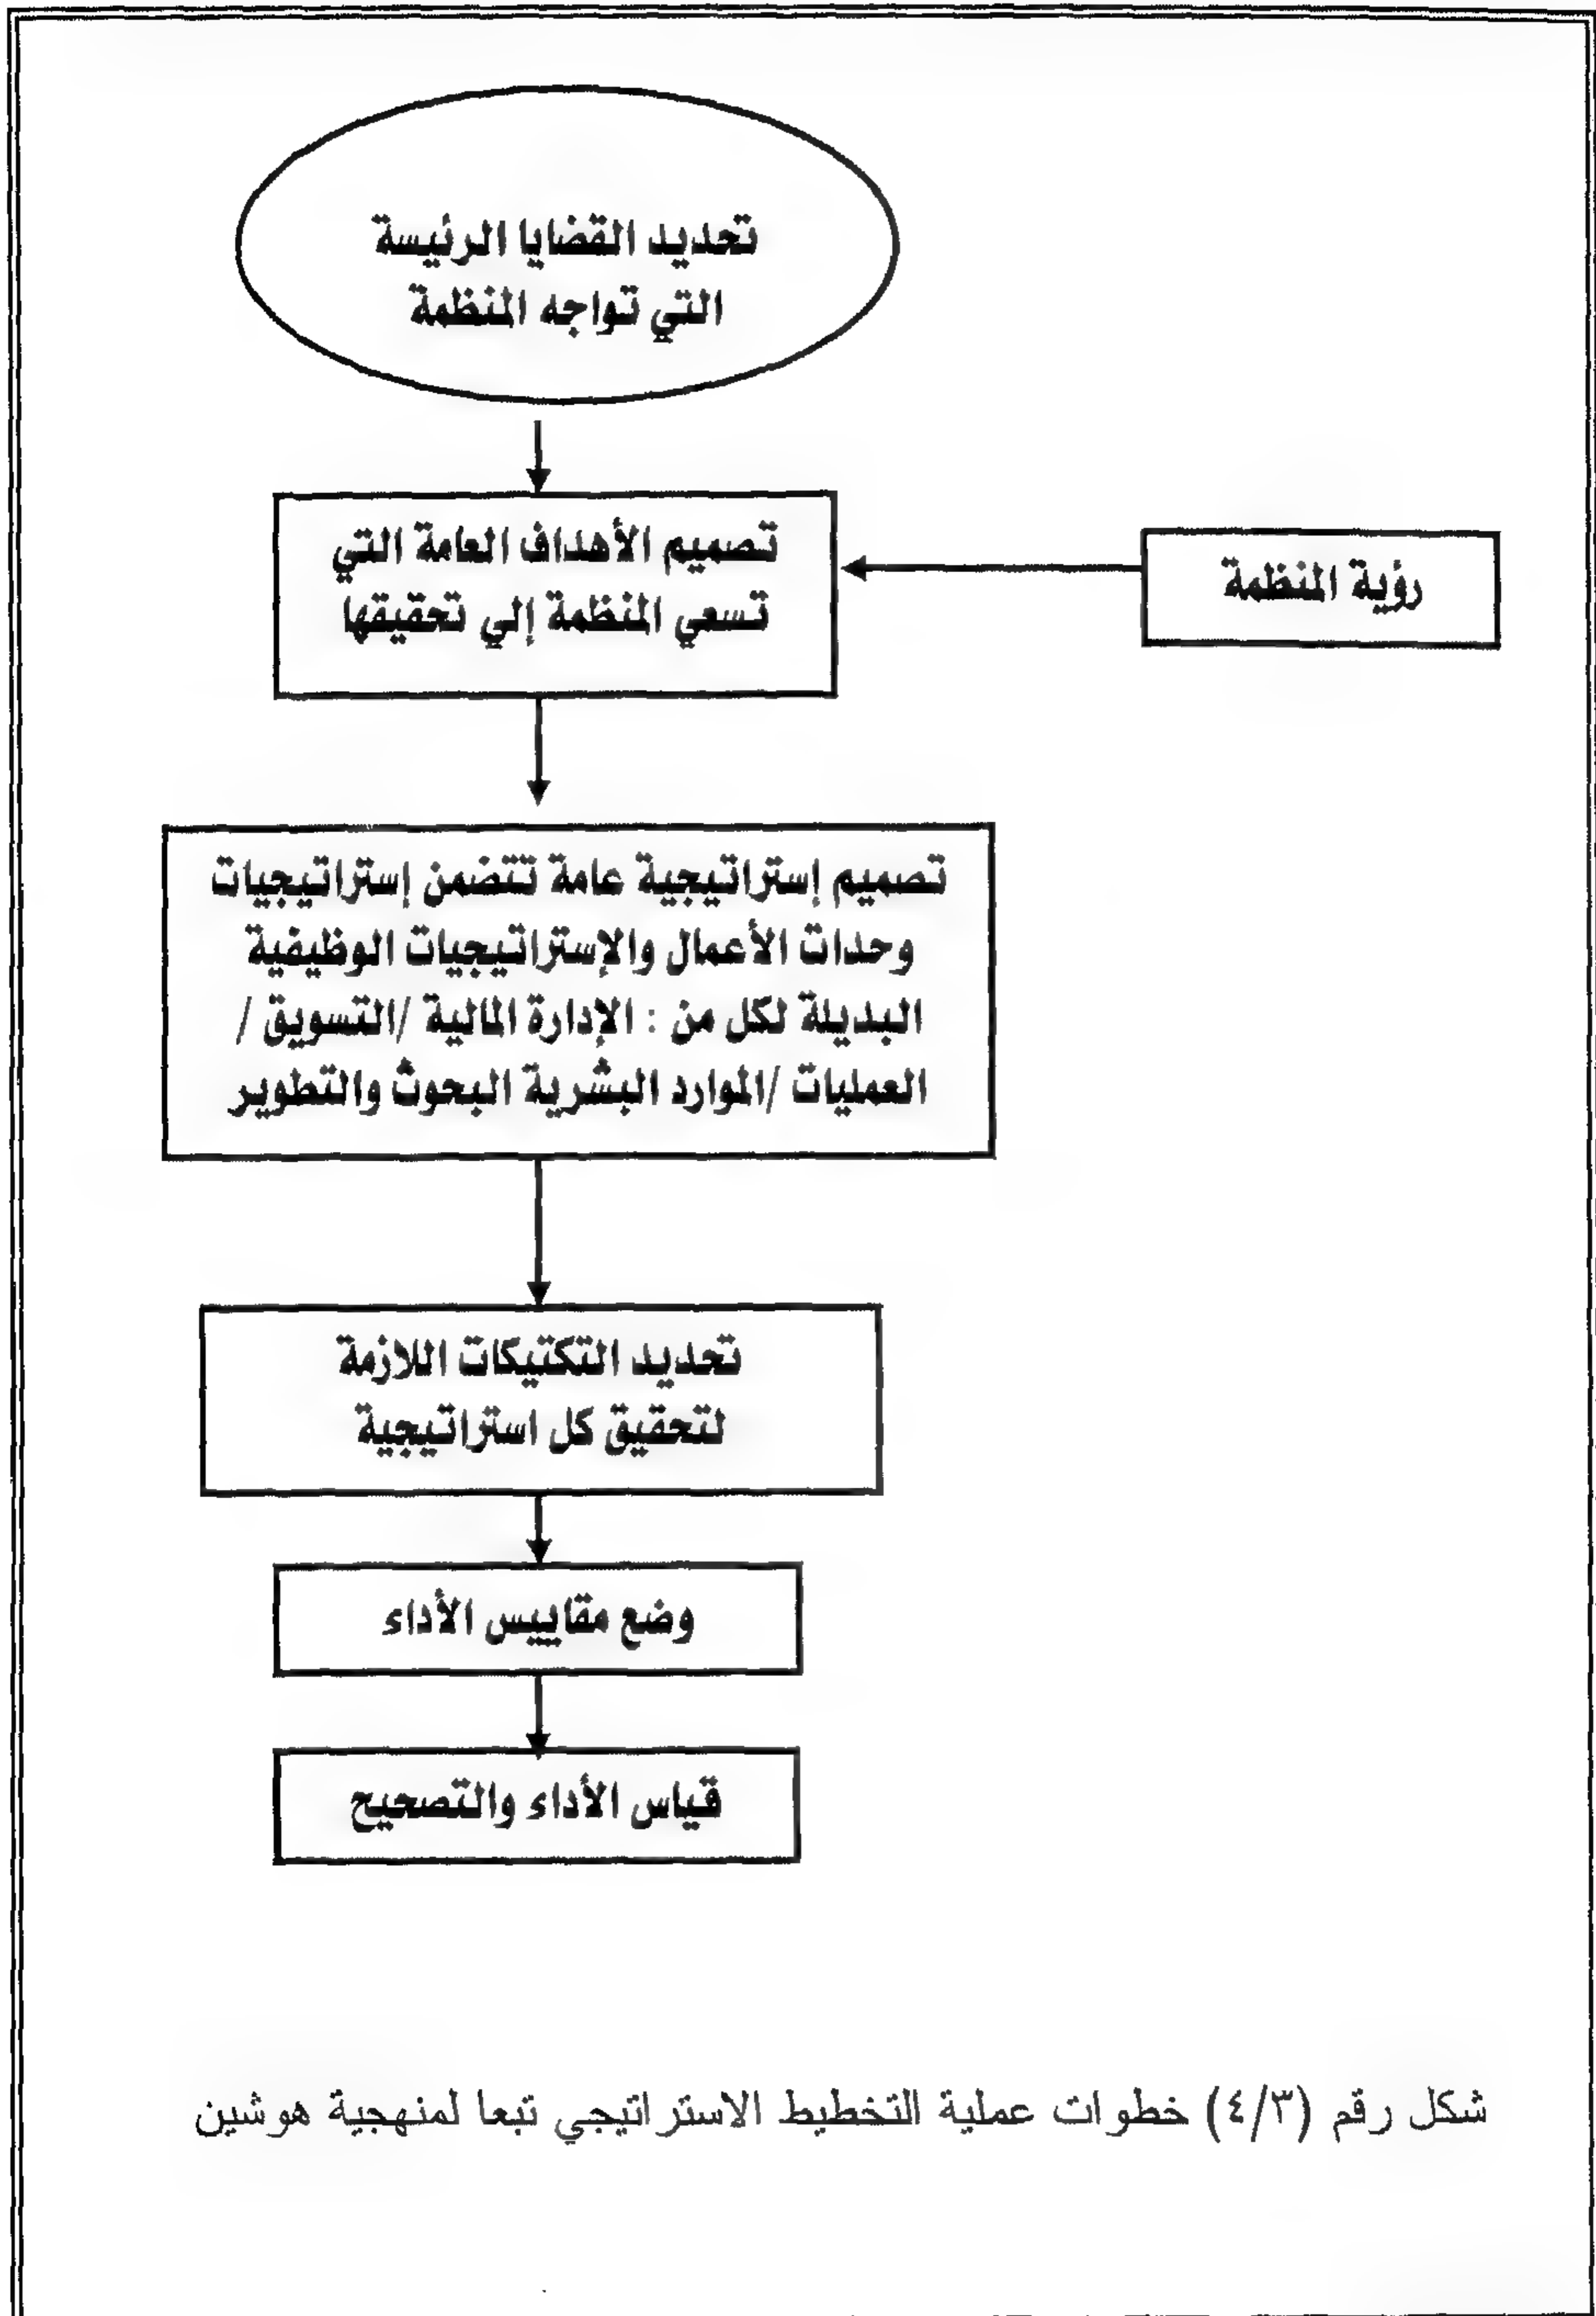 تحديد القضايا الرئيسة
التي تواجه المنظمة
تصميم الأهداف العامة التي
تسعي المنظمة إلي تحقيقها
رؤية المنظمة
تصميم إستراتيجية عامة تتضمن إستراتيجيات
وحدات الأعمال والإستراتيجيات الوظيفية
البديلة لكل من : الإدارة المالية /التسويق /
العمليات /الموارد البشرية البحوث والتطوير
تحديد التكتيكات اللازمة
لتحقيق كل استراتيجية
وضع مقاييس الأداء
قياس الأداء والتصحيح
شكل رقم (٤/٣) خطوات عملية التخطيط الاستراتيجي تبعا لمنهجية هوشين